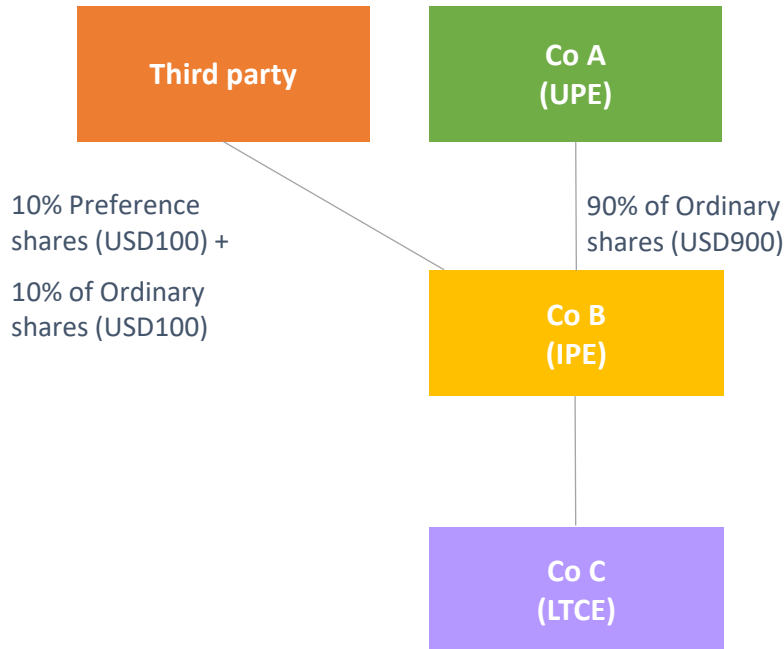 Third party
Co A
(UPE)
10% Preference
shares (USD100) +
10% of Ordinary
shares (USD100)
90% of Ordinary
shares (USD900)
Co B
(IPE)
Co C
(LTCE)